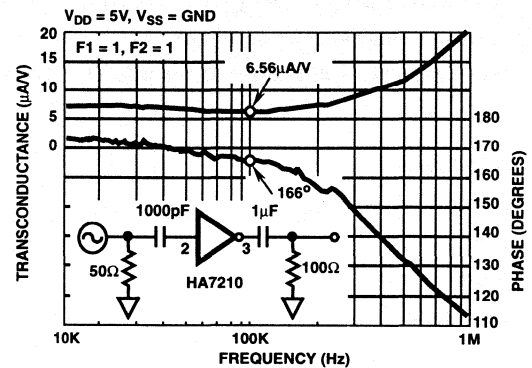 V_DD = 5V, V_SS = GND
F1 = 1, F2 = 1
TRANSCONDUCTANCE (μA/V)
20
15
10
5
0
6.56μA/V
166°
180
170
160
150
140
130
120
110
PHASE (DEGREES)
1000pF
1μF
2
3
50Ω
HA7210
100Ω
10K
100K
1M
FREQUENCY (Hz)